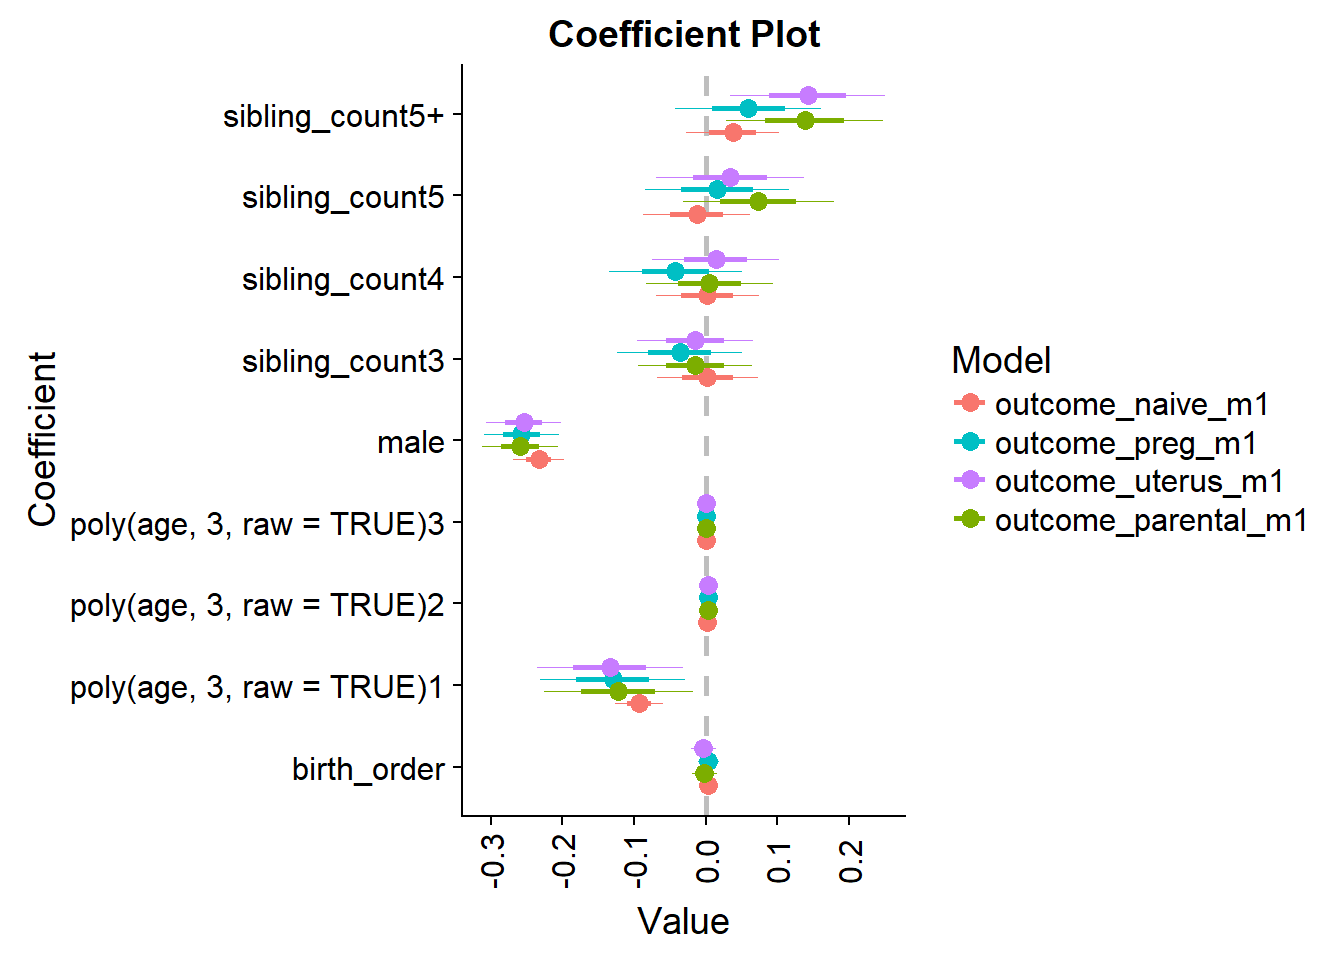 Coefficient Plot
sibling_count5+
sibling_count5
sibling_count4
sibling_count3
male
poly(age, 3, raw = TRUE)3
poly(age, 3, raw = TRUE)2
poly(age, 3, raw = TRUE)1
birth_order
Coefficient
-0.3
-0.2
-0.1
0.0
0.1
0.2
Value
Model
outcome_naive_m1
outcome_preg_m1
outcome_uterus_m1
outcome_parental_m1